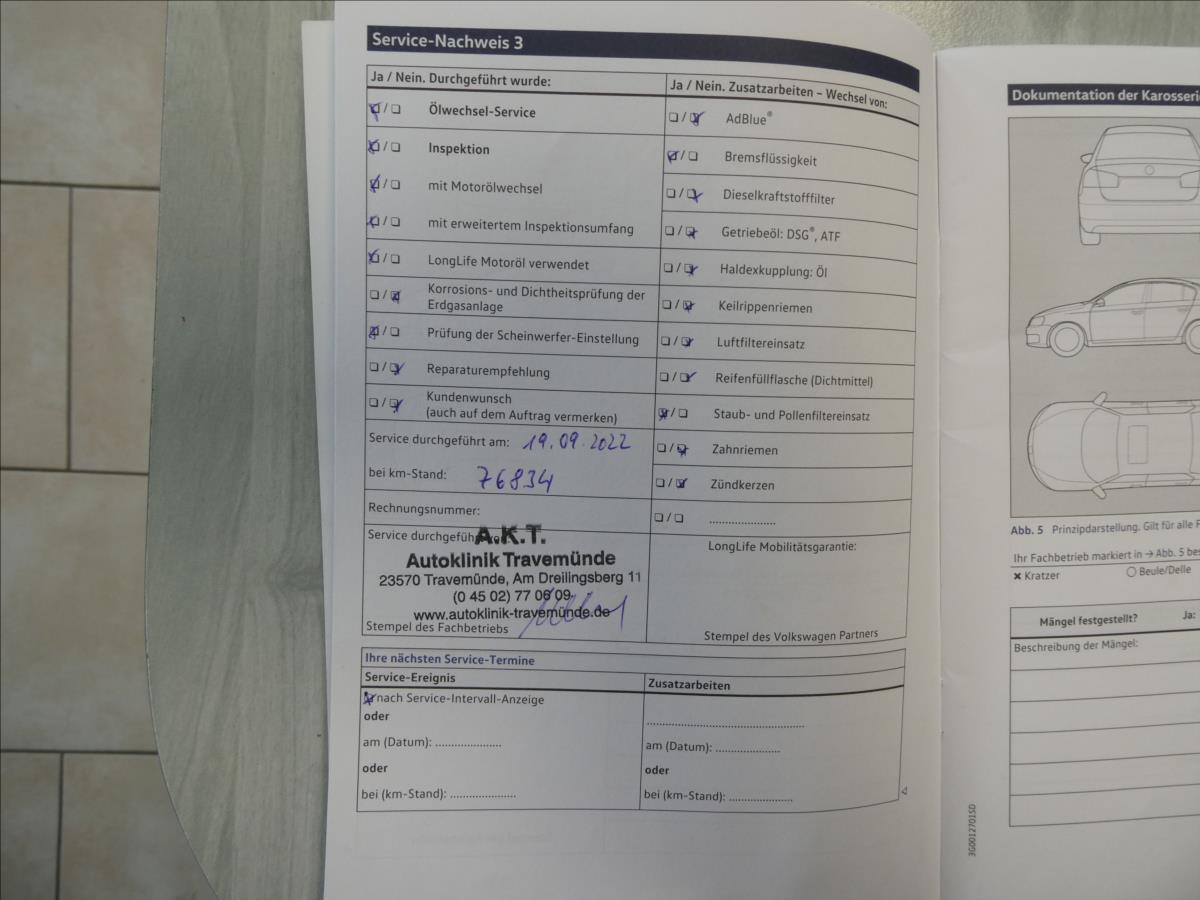 Service-Nachweis 3
Ja / Nein. Durchgeführt wurde:
Ölwechsel-Service
Inspektion
mit Motorölwechsel
mit erweitertem Inspektionsumfang
LongLife Motoröl verwendet
Korrosions- und Dichtheitsprüfung der
Erdgasanlage
Prüfung der Scheinwerfer-Einstellung
Reparaturempfehlung
Kundenwunsch
(auch auf dem Auftrag vermerken)
Service durchgeführt am: 19.09.2022
bei km-Stand: 76834
Rechnungsnummer:
Service durchgeführt
A.K.T.
Autoklinik Travemünde
23570 Travemünde, Am Dreilingsberg 11
(0 45 02) 77 06 09
www.autoklinik-travemünde.de
Stempel des Fachbetriebs
Ja / Nein. Zusatzarbeiten – Wechsel von:
AdBlue®
Bremsflüssigkeit
Dieselkraftstofffilter
Getriebeöl: DSG®, ATF
Haldexkupplung: Öl
Keilrippenriemen
Luftfiltereinsatz
Reifenfüllflasche (Dichtmittel)
Staub- und Pollenfiltereinsatz
Zahnriemen
Zündkerzen
....................
LongLife Mobilitätsgarantie:
Stempel des Volkswagen Partners
Ihre nächsten Service-Termine
Service-Ereignis
nach Service-Intervall-Anzeige
oder
am (Datum): ....................
oder
bei (km-Stand): ....................
Zusatzarbeiten
................................................
am (Datum): ....................
oder
bei (km-Stand): ....................
Dokumentation der Karosserie
Abb. 5 Prinzipdarstellung. Gilt für alle
Ihr Fachbetrieb markiert in → Abb. 5
✖ Kratzer
○ Beule/Delle
Mängel festgestellt? Ja:
Beschreibung der Mängel:
3G0012701SD